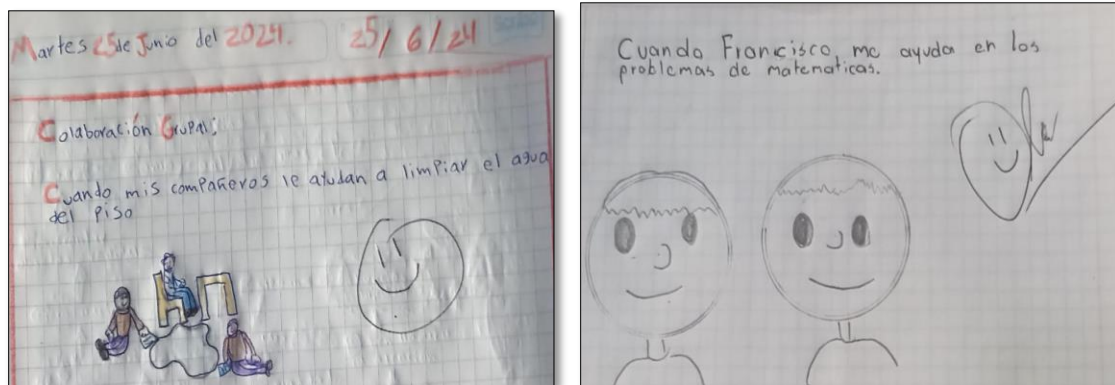 Martes 25 de Junio del 2024. 25/ 6/24
Colaboración Grupal:
Cuando mis compañeros le atudan a limpiar el agua
del piso
Cuando Francisco me ayuda en los
problemas de matematicas.